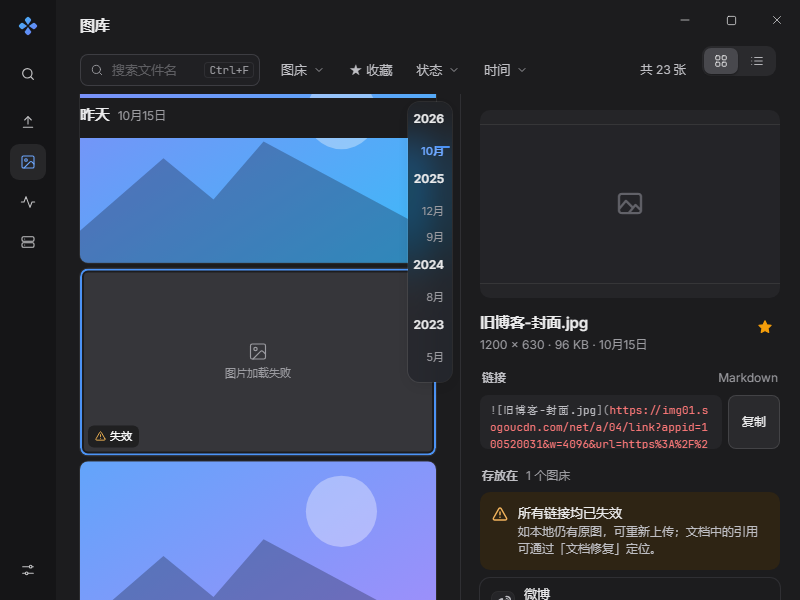 图库
搜索文件名 Ctrl+F
图床
★ 收藏
状态
时间
共 23 张
昨天 10月15日
2026
10月
2025
12月
9月
2024
8月
2023
5月
图片加载失败
失效
旧博客-封面.jpg
1200 × 630 · 96 KB · 10月15日
链接 Markdown
![旧博客-封面.jpg](https://img01.s
ogoucdn.com/net/a/04/link?appid=1
00520031&w=4096&url=https%3A%2F%2
复制
存放在 1 个图床
所有链接均已失效
如本地仍有原图，可重新上传；文档中的引用
可通过「文档修复」定位。
微博